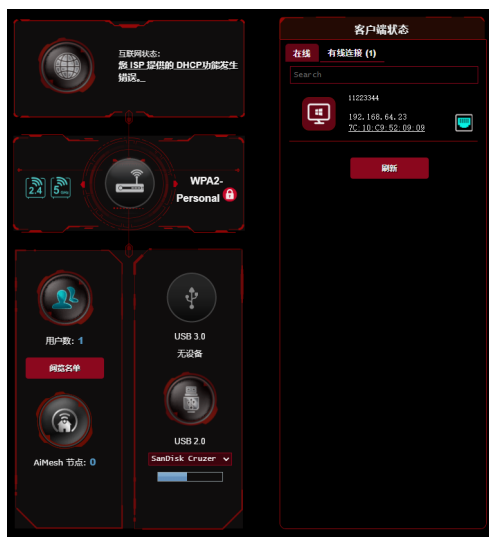 互联网状态:
您 ISP 提供的 DHCP功能发生
错误。
2.4
5
WPA2-
Personal
用户数: 1
阅览名单
AiMesh 节点: 0
USB 3.0
无设备
USB 2.0
SanDisk Cruzer
客户端状态
在线 有线连接 (1)
Search
11223344
192.168.64.23
7C:10:C9:52:09:09
刷新